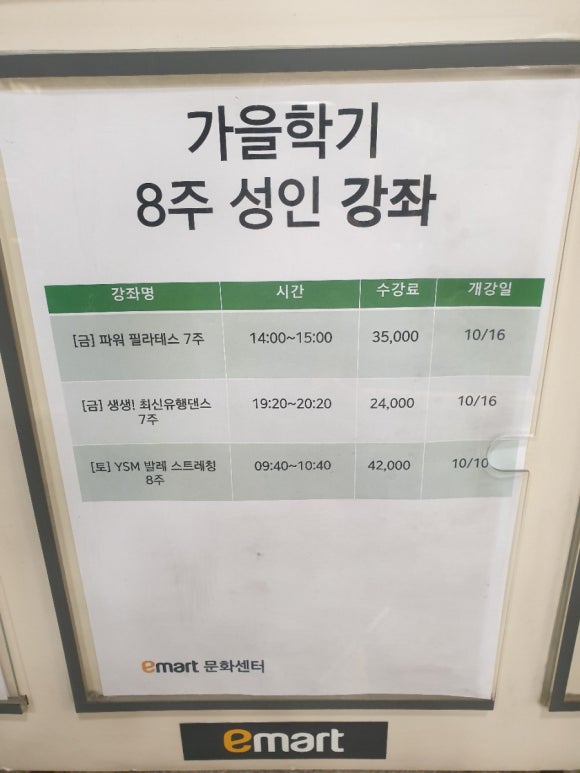 가을학기
8주 성인 강좌
강좌명 시간 수강료 개강일
[금] 파워 필라테스 7주 14:00~15:00 35,000 10/16
[금] 생생! 최신유행댄스 7주 19:20~20:20 24,000 10/16
[토] YSM 발레 스트레칭 8주 09:40~10:40 42,000 10/10
emart 문화센터
emart